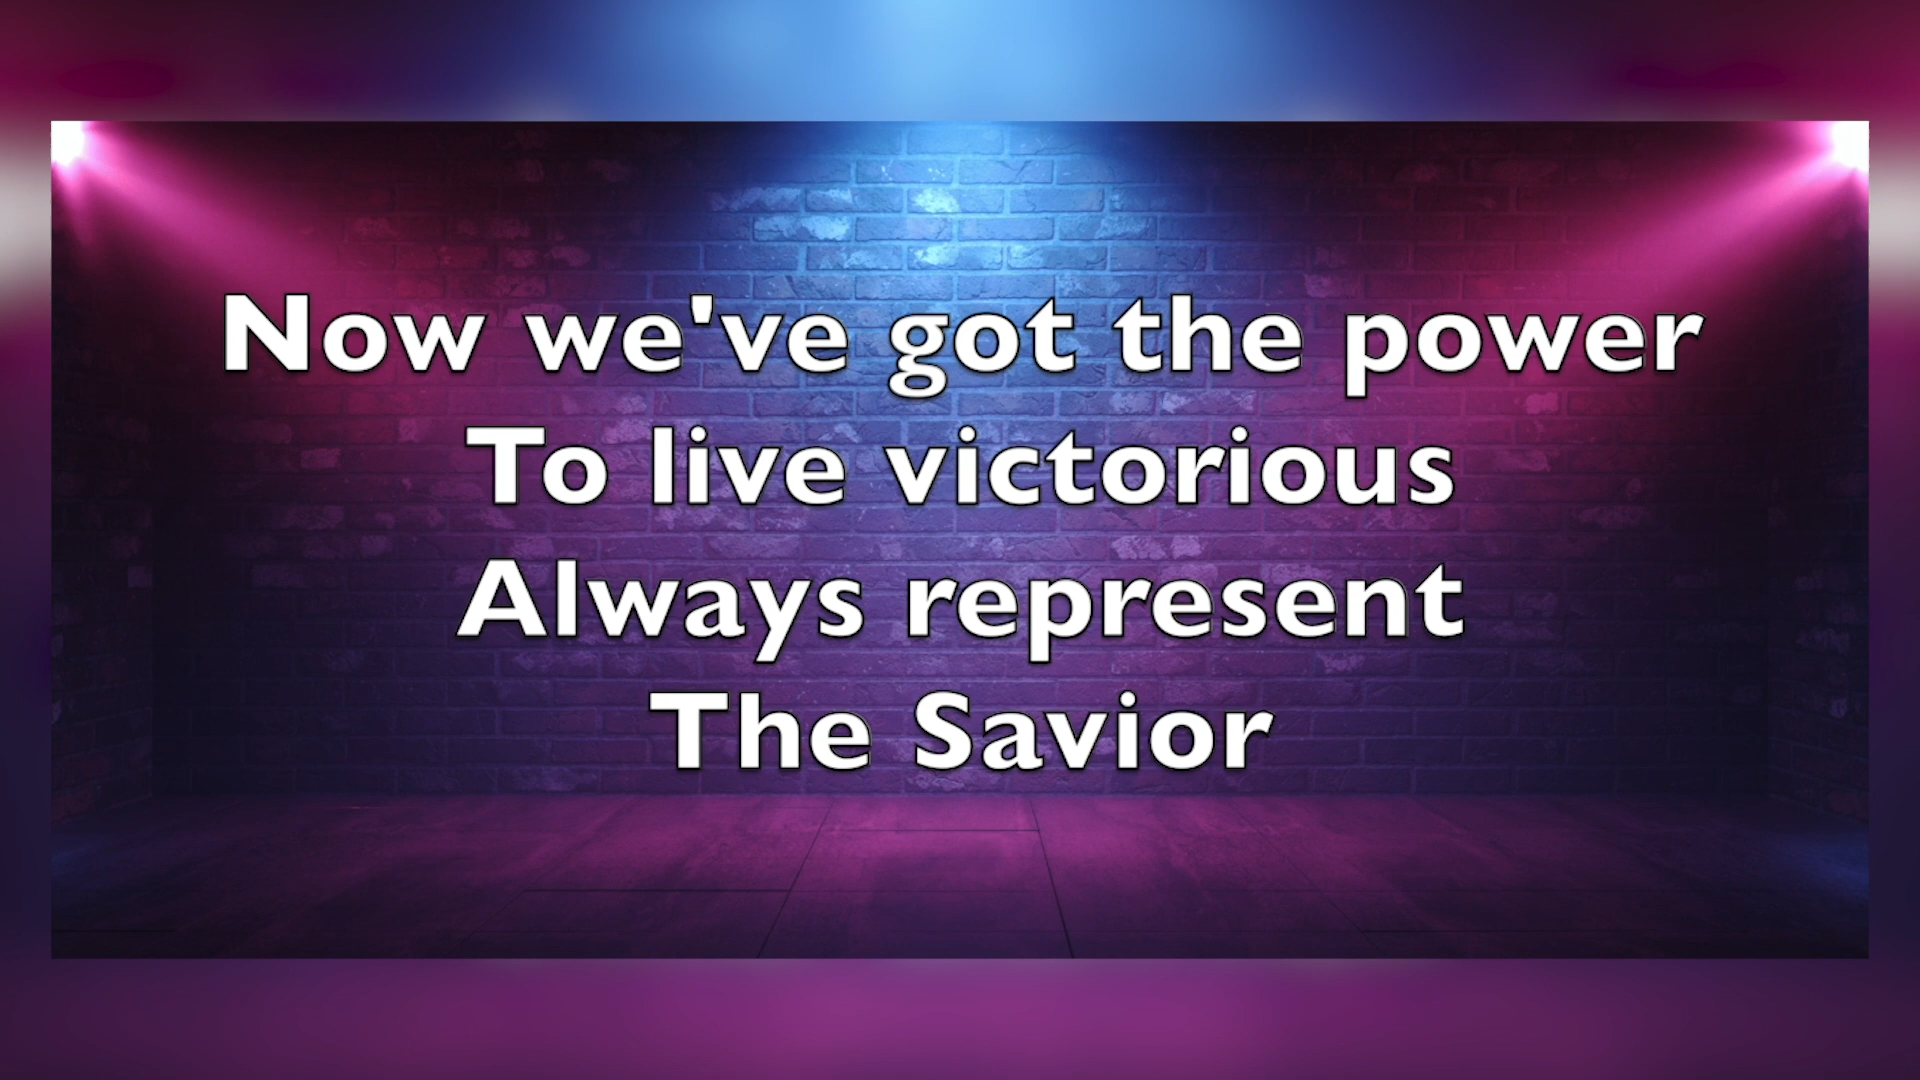 Now we've got the power
To live victorious
Always represent
The Savior